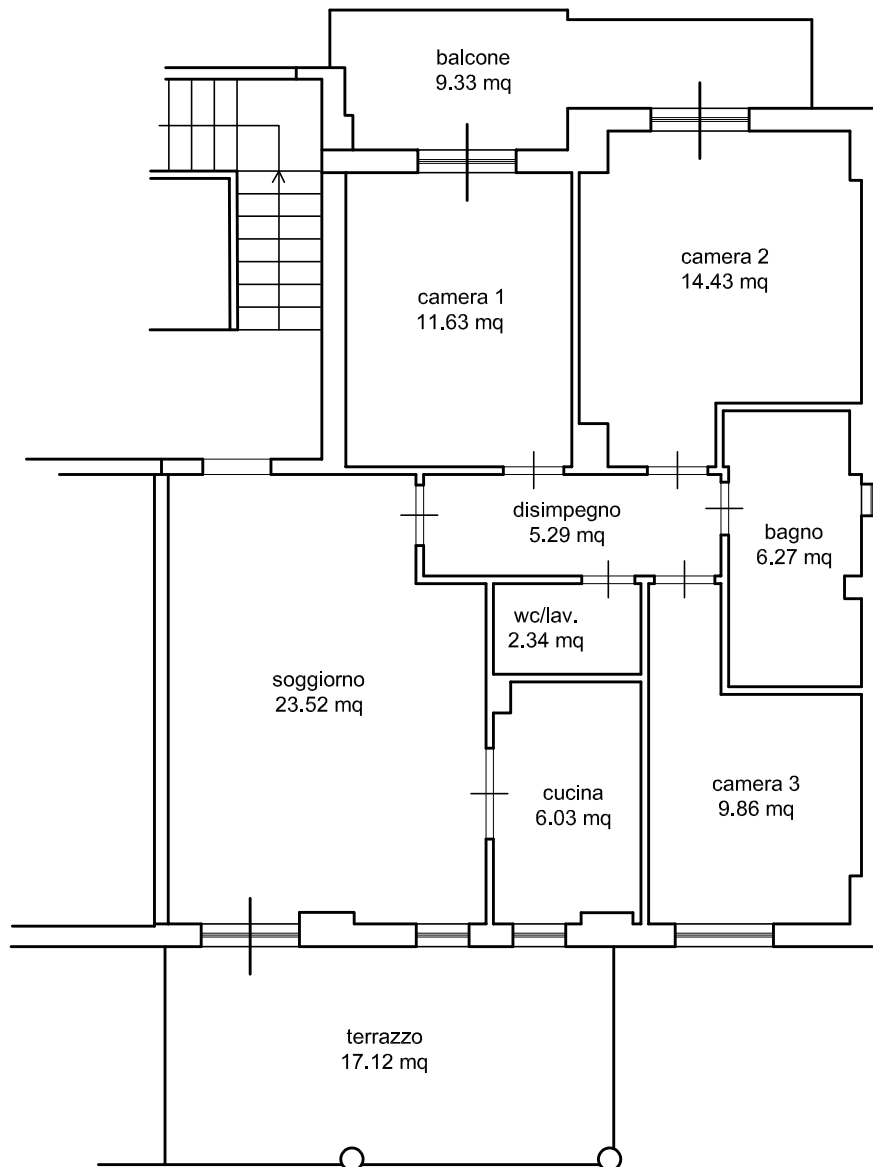 balcone
9.33 mq
camera 2
14.43 mq
camera 1
11.63 mq
disimpegno
5.29 mq
bagno
6.27 mq
wc/lav.
2.34 mq
soggiorno
23.52 mq
cucina
6.03 mq
camera 3
9.86 mq
terrazzo
17.12 mq